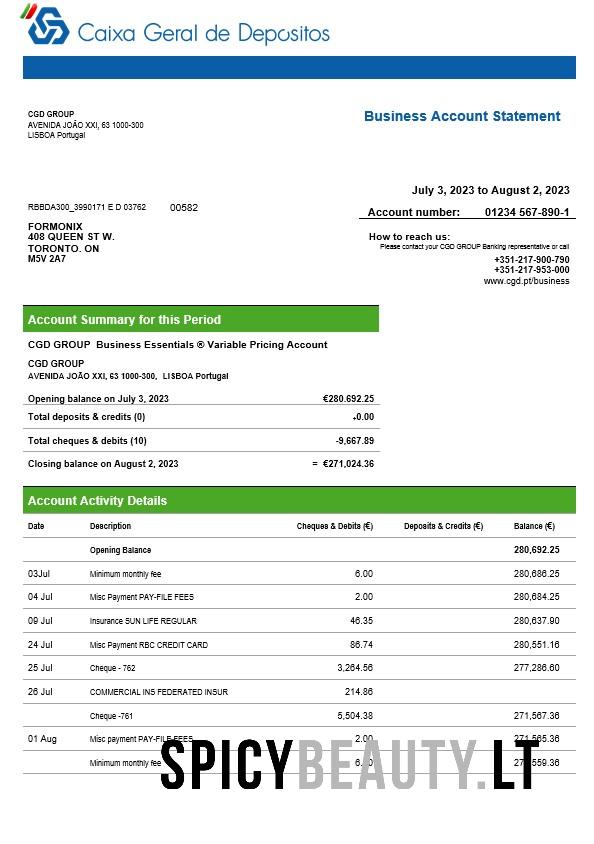 Caixa Geral de Depositos
CGD GROUP
AVENIDA JOÃO XXI, 63 1000-300
LISBOA Portugal
Business Account Statement
July 3, 2023 to August 2, 2023
RBBDA300_3990171 E D 03762 00582
Account number: 01234 567-890-1
FORMONIX
408 QUEEN ST W.
TORONTO. ON
M5V 2A7
How to reach us:
Please contact your CGD GROUP Banking representative or call
+351-217-900-790
+351-217-953-000
www.cgd.pt/business
Account Summary for this Period
CGD GROUP Business Essentials ® Variable Pricing Account
CGD GROUP
AVENIDA JOÃO XXI, 63 1000-300, LISBOA Portugal
Opening balance on July 3, 2023 €280.692.25
Total deposits & credits (0) +0.00
Total cheques & debits (10) -9,667.89
Closing balance on August 2, 2023 = €271,024.36
Account Activity Details
Date Description Cheques & Debits (€) Deposits & Credits (€) Balance (€)
Opening Balance 280,692.25
03Jul Minimum monthly fee 6.00 280,686.25
04 Jul Misc Payment PAY-FILE FEES 2.00 280,684.25
09 Jul Insurance SUN LIFE REGULAR 46.35 280,637.90
24 Jul Misc Payment RBC CREDIT CARD 86.74 280,551.16
25 Jul Cheque - 762 3,264.56 277,286.60
26 Jul COMMERCIAL INS FEDERATED INSUR 214.86
Cheque -761 5,504.38 271,567.36
01 Aug Misc payment PAY-FILE FEES 2.00 271,565.36
Minimum monthly fee
SPICYBEAUTY.LT